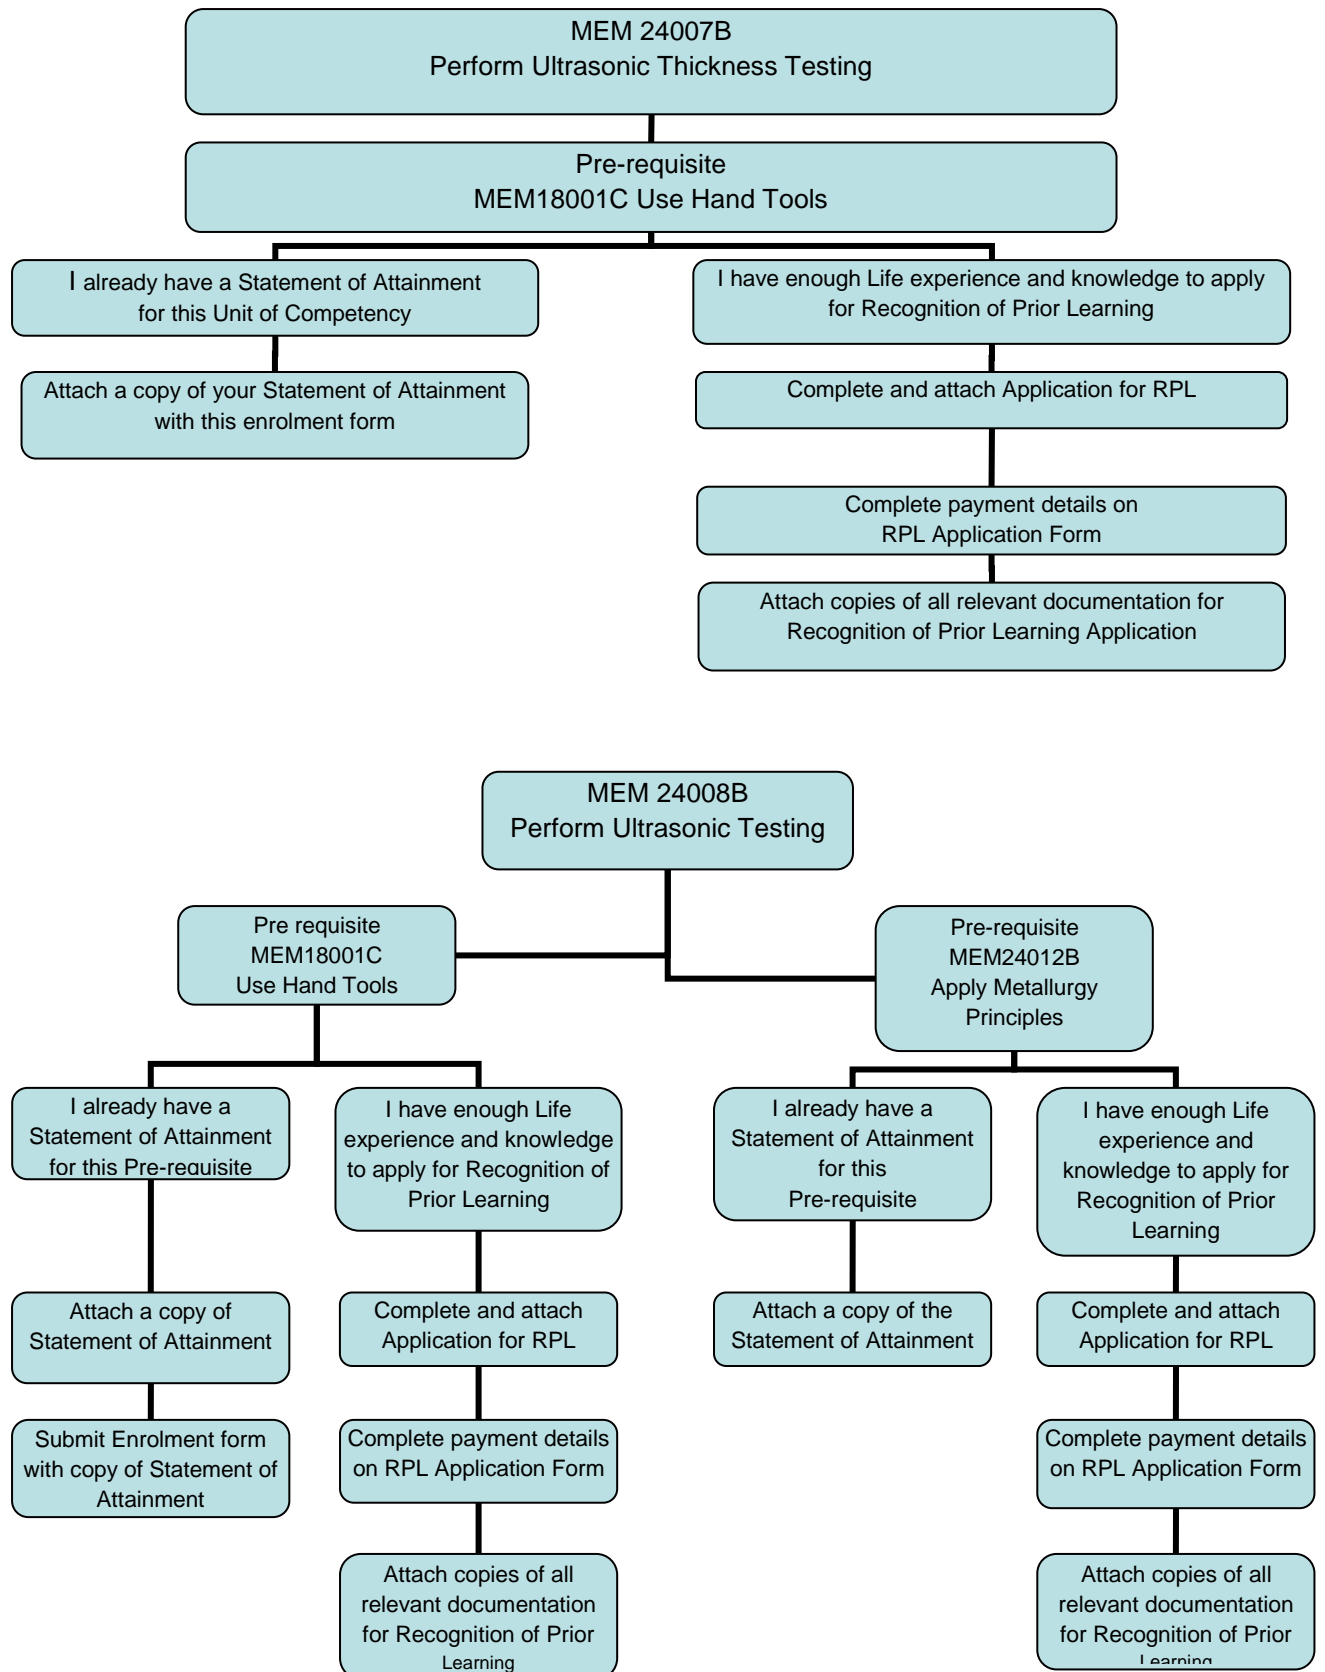 MEM 24007B
Perform Ultrasonic Thickness Testing
Pre-requisite
MEM18001C Use Hand Tools
I already have a Statement of Attainment
for this Unit of Competency
Attach a copy of your Statement of Attainment
with this enrolment form
I have enough Life experience and knowledge to apply
for Recognition of Prior Learning
Complete and attach Application for RPL
Complete payment details on
RPL Application Form
Attach copies of all relevant documentation for
Recognition of Prior Learning Application
MEM 24008B
Perform Ultrasonic Testing
Pre requisite
MEM18001C
Use Hand Tools
Pre-requisite
MEM24012B
Apply Metallurgy
Principles
I already have a
Statement of Attainment
for this Pre-requisite
I have enough Life
experience and knowledge
to apply for Recognition of
Prior Learning
I already have a
Statement of Attainment
for this
Pre-requisite
I have enough Life
experience and
knowledge to apply for
Recognition of Prior
Learning
Attach a copy of
Statement of Attainment
Complete and attach
Application for RPL
Attach a copy of the
Statement of Attainment
Complete and attach
Application for RPL
Submit Enrolment form
with copy of Statement of
Attainment
Complete payment details
on RPL Application Form
Complete payment details
on RPL Application Form
Attach copies of all
relevant documentation
for Recognition of Prior
Learning
Attach copies of all
relevant documentation
for Recognition of Prior
Learning